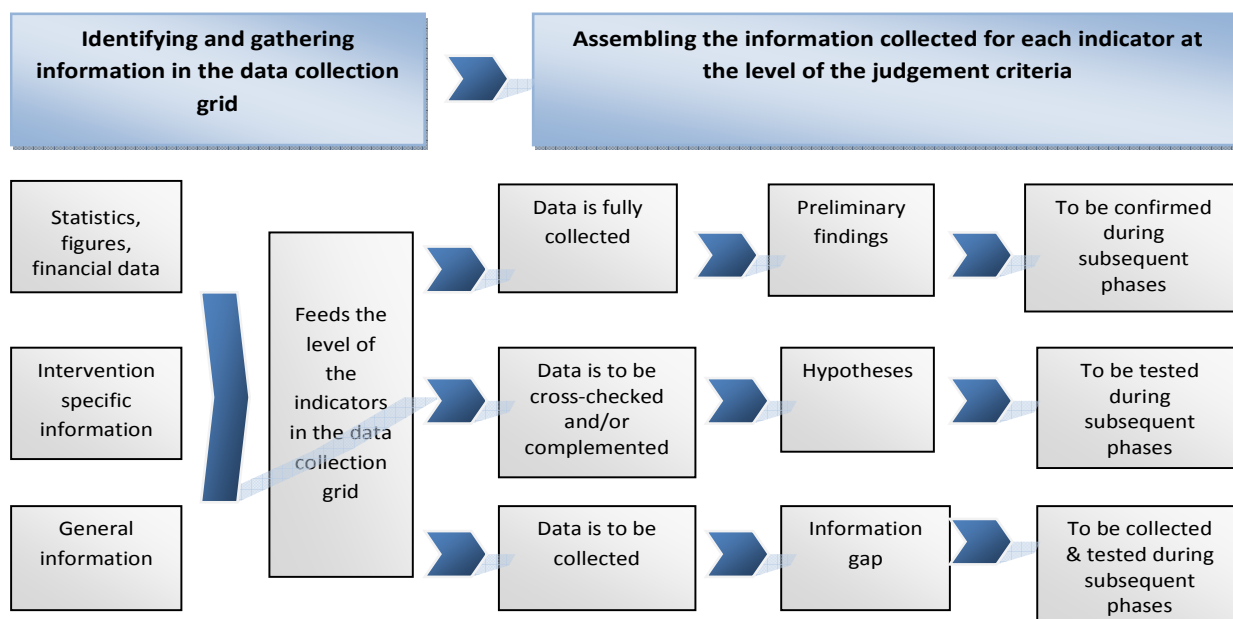 Identifying and gathering
information in the data collection
grid
Assembling the information collected for each indicator at
the level of the judgement criteria
Statistics,
figures,
financial data
Intervention
specific
information
General
information
Feeds the
level of
the
indicators
in the data
collection
grid
Data is fully
collected
Preliminary
findings
To be confirmed
during
subsequent
phases
Data is to be
cross-checked
and/or
complemented
Hypotheses
To be tested
during
subsequent
phases
Data is to be
collected
Information
gap
To be collected
& tested during
subsequent
phases